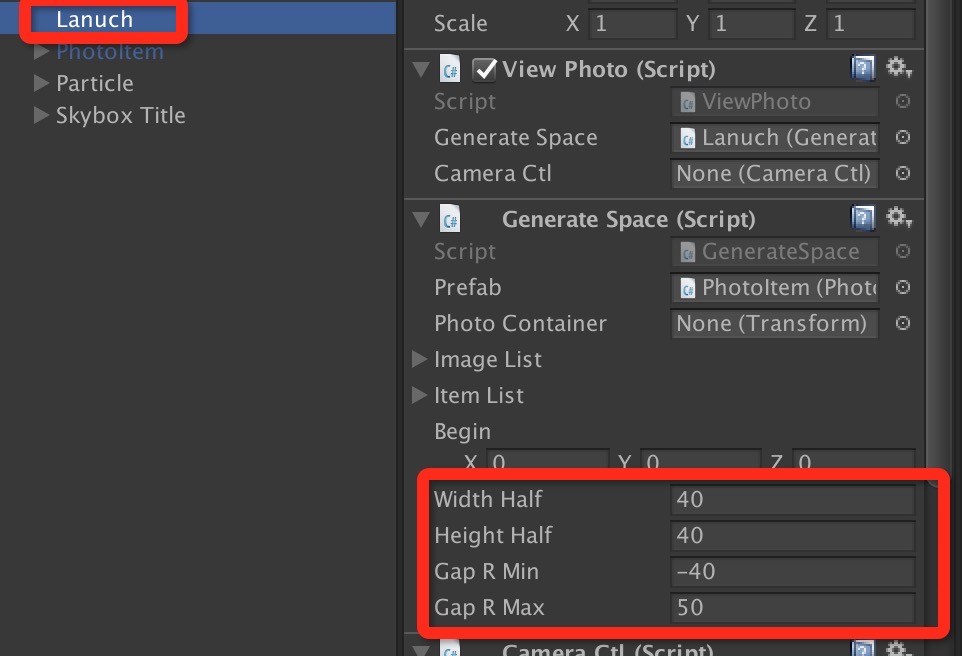 Lanuch
PhotoItem
Particle
Skybox Title
Scale X 1 Y 1 Z 1
C# View Photo (Script) ?
Script C# ViewPhoto
Generate Space C# Lanuch (Generat
Camera Ctl None (Camera Ctl)
C# Generate Space (Script) ?
Script C# GenerateSpace
Prefab C# PhotoItem (Phot
Photo Container None (Transform)
Image List
Item List
Begin
X 0 Y 0 Z 0
Width Half 40
Height Half 40
Gap R Min -40
Gap R Max 50
C# Camera Ctl (Script) ?